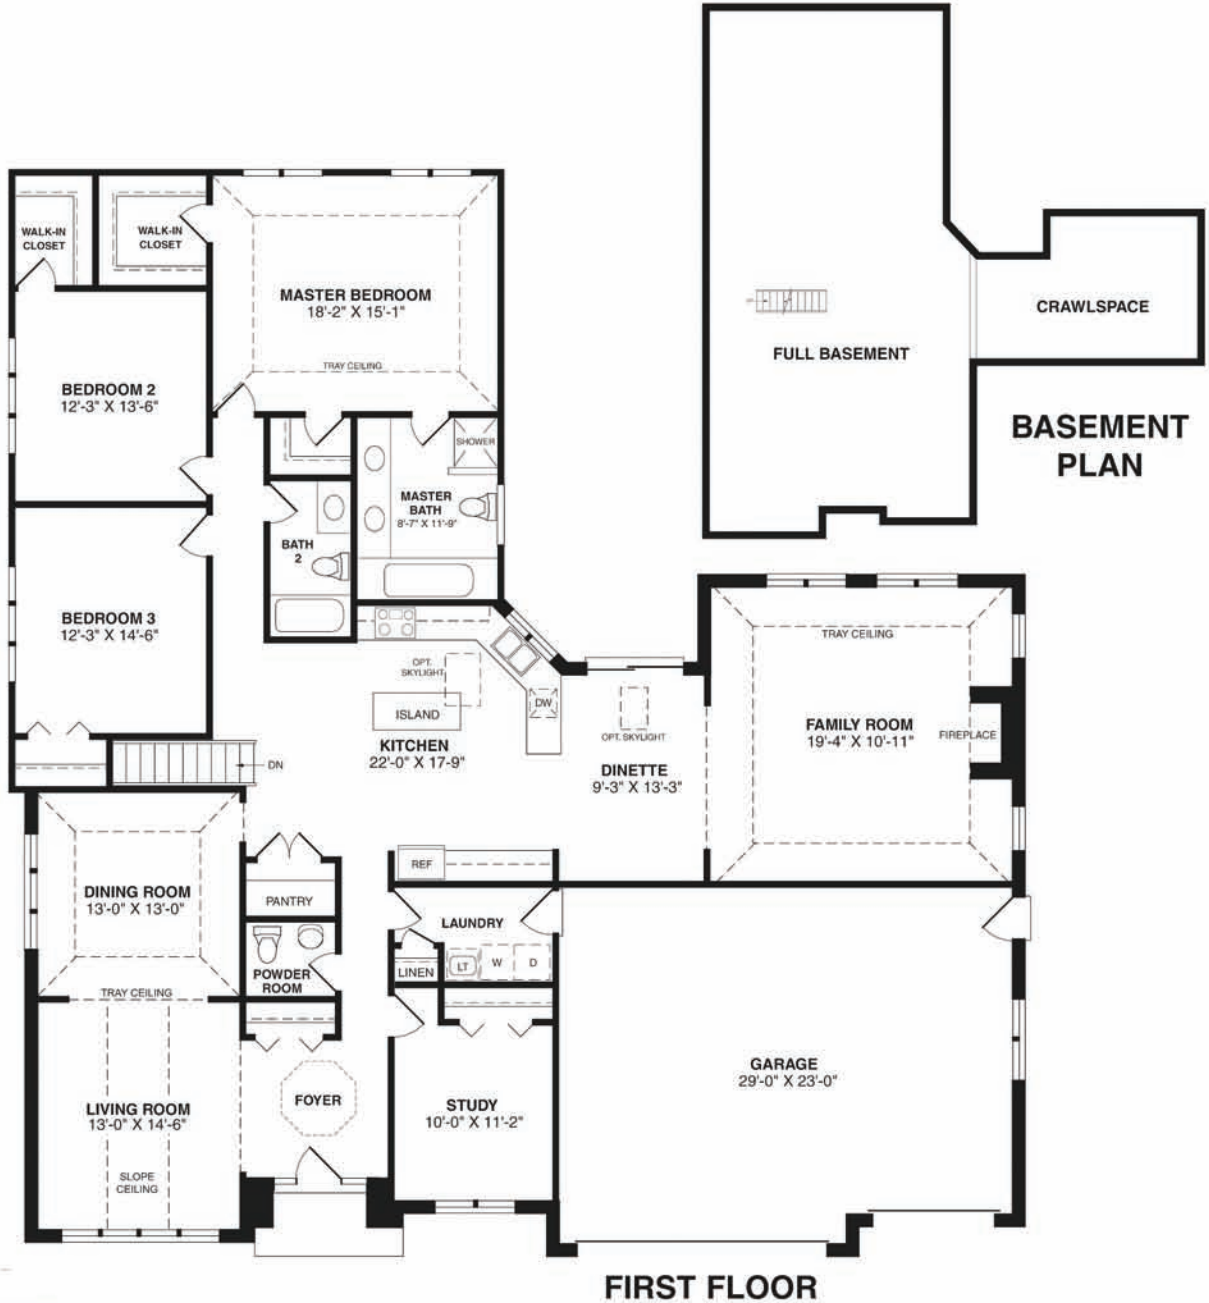 WALK-IN
CLOSET
WALK-IN
CLOSET
MASTER BEDROOM
18'-2" X 15'-1"
TRAY CEILING
BEDROOM 2
12'-3" X 13'-6"
SHOWER
MASTER
BATH
8'-7" X 11'-9"
BATH
2
BEDROOM 3
12'-3" X 14'-6"
FULL BASEMENT
CRAWLSPACE
BASEMENT
PLAN
OPT.
SKYLIGHT
ISLAND
DW
KITCHEN
22'-0" X 17'-9"
DN
OPT. SKYLIGHT
DINETTE
9'-3" X 13'-3"
TRAY CEILING
FAMILY ROOM
19'-4" X 10'-11"
FIREPLACE
REF
DINING ROOM
13'-0" X 13'-0"
TRAY CEILING
PANTRY
POWDER
ROOM
LAUNDRY
LINEN
LT
W
D
LIVING ROOM
13'-0" X 14'-6"
SLOPE
CEILING
FOYER
STUDY
10'-0" X 11'-2"
GARAGE
29'-0" X 23'-0"
FIRST FLOOR